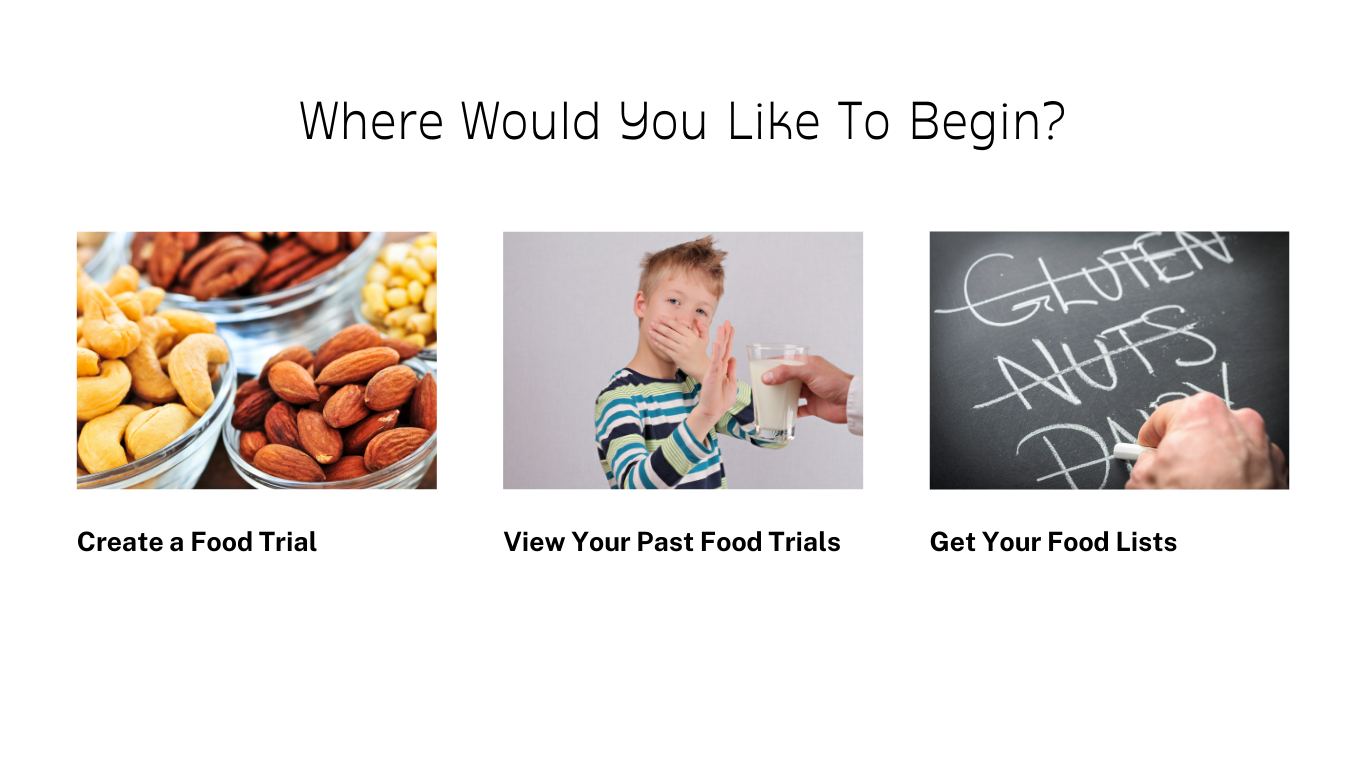 Where Would You Like To Begin?
GLUTEN
NUTS
Create a Food Trial
View Your Past Food Trials
Get Your Food Lists